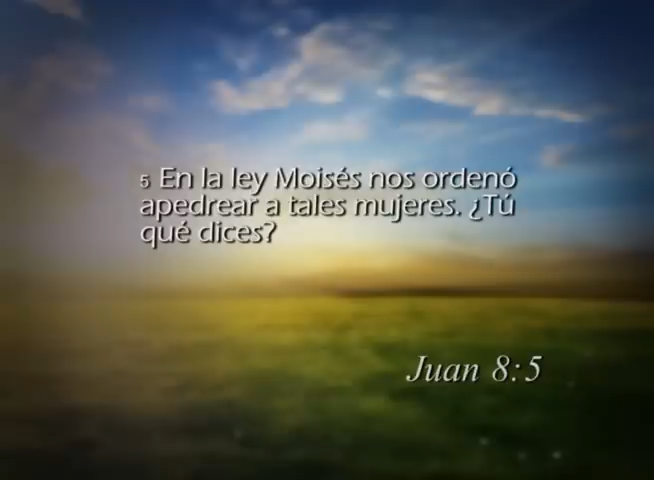 5 En la ley Moisés nos ordenó
apedrear a tales mujeres. ¿Tú
qué dices?
Juan 8:5